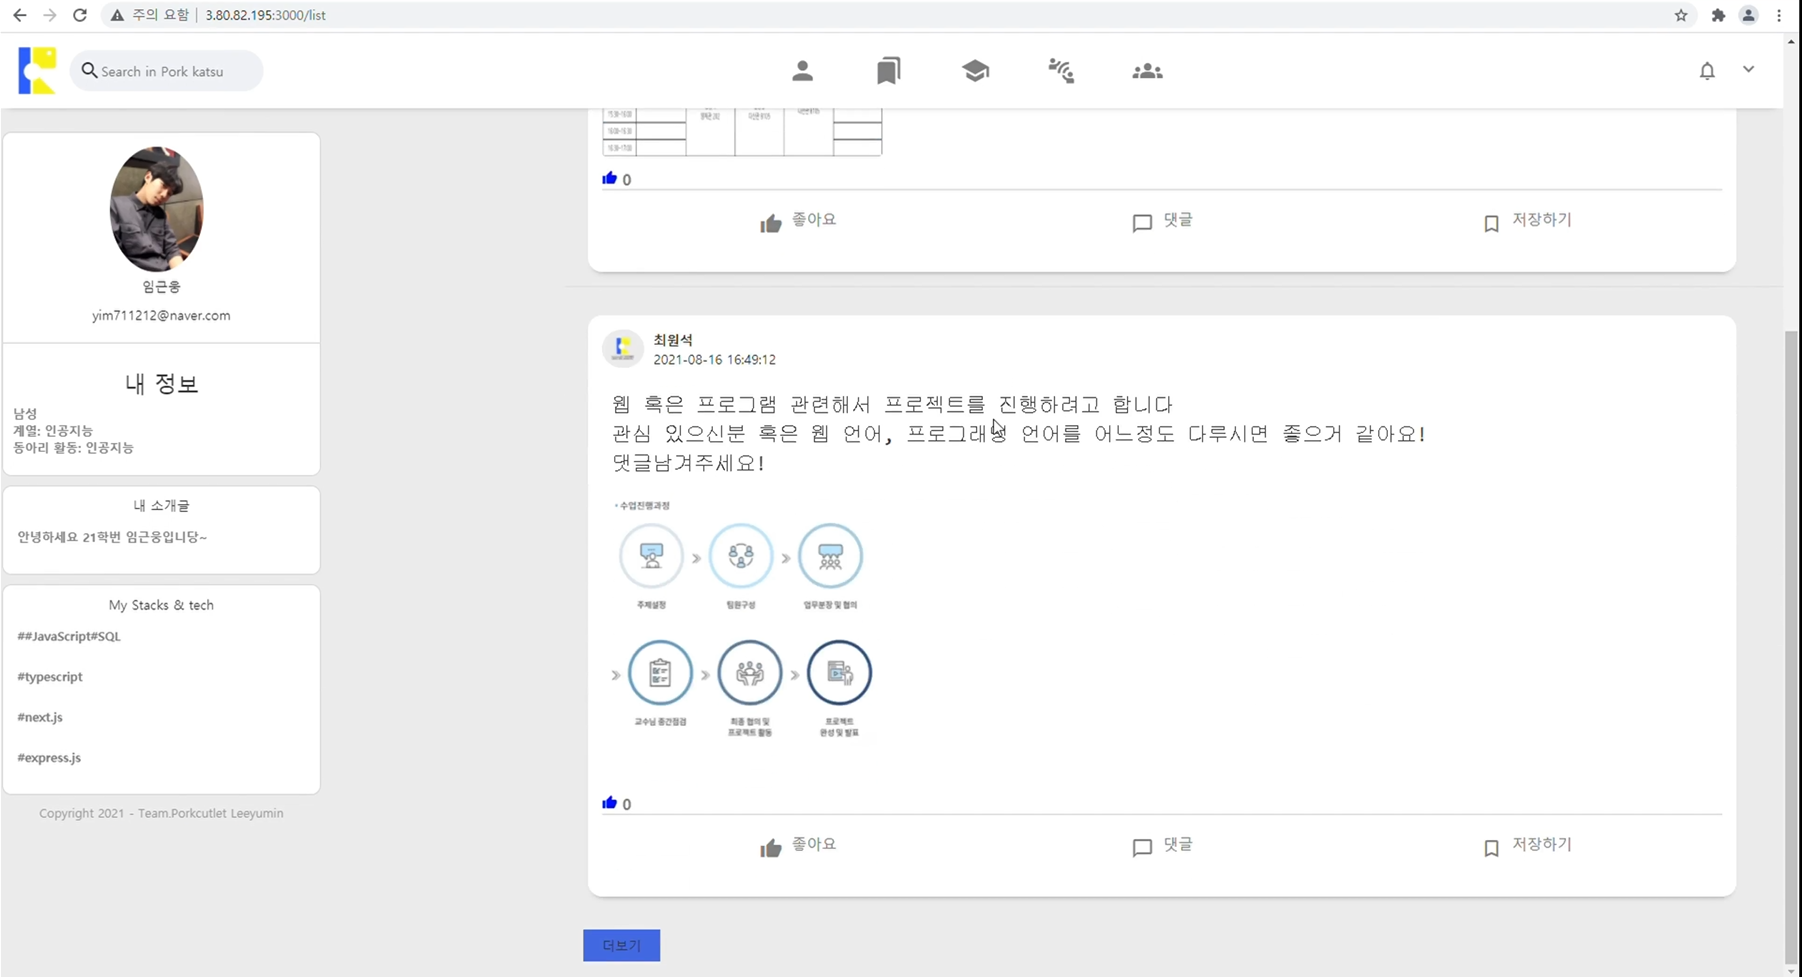 주의 요함
3.80.82.195:3000/list
Search in Pork katsu
0
좋아요
댓글
저장하기
임근웅
yim711212@naver.com
내 정보
남성
계열: 인공지능
동아리 활동: 인공지능
내 소개글
안녕하세요 21학번 임근웅입니당~
My Stacks & tech
##JavaScript#SQL
#typescript
#next.js
#express.js
Copyright 2021 - Team.Porkcutlet Leeyumin
최원석
2021-08-16 16:49:12
웹 혹은 프로그램 관련해서 프로젝트를 진행하려고 합니다
관심 있으신분 혹은 웹 언어, 프로그래밍 언어를 어느정도 다루시면 좋으거 같아요!
댓글남겨주세요!
• 수업진행과정
주제설정
팀원구성
업무분장 및 협의
교수님 중간점검
최종 협의 및
프로젝트 활동
프로젝트
완성 및 발표
0
좋아요
댓글
저장하기
더보기